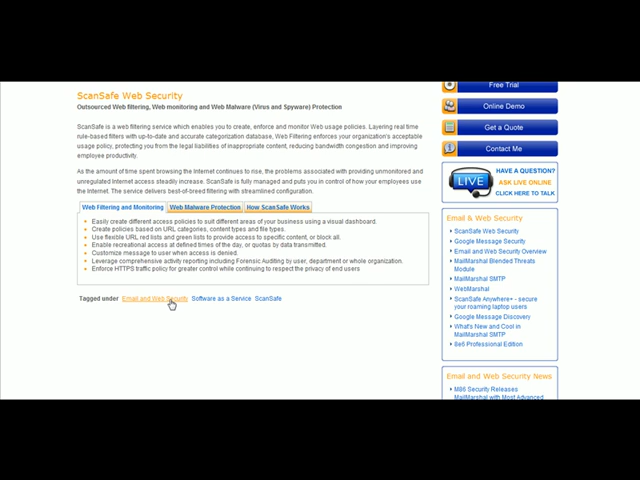 ScanSafe Web Security
Outsourced Web filtering, Web monitoring and Web Malware (Virus and Spyware) Protection
ScanSafe is a web filtering service which enables you to create, enforce and monitor Web usage policies. Layering real time
rule-based filters with up-to-date and accurate categorization database, Web Filtering enforces your organization's acceptable
usage policy, protecting you from the legal liabilities of inappropriate content, reducing bandwidth congestion and improving
employee productivity.
As the amount of time spent browsing the Internet continues to rise, the problems associated with providing unmonitored and
unregulated Internet access steadily increase. ScanSafe is fully managed and puts you in control of how your employees use
the Internet. The service delivers best-of-breed filtering with streamlined configuration.
Web Filtering and Monitoring
Web Malware Protection
How ScanSafe Works
Easily create different access policies to suit different areas of your business using a visual dashboard.
Create policies based on URL categories, content types and file types.
Use flexible URL red lists and green lists to provide access to specific content, or block all.
Enable recreational access at defined times of the day, or quotas by data transmitted.
Customize message to user when access is denied.
Leverage comprehensive activity reporting including Forensic Auditing by user, department or whole organization.
Enforce HTTPS traffic policy for greater control while continuing to respect the privacy of end users
Tagged under Email and Web Security Software as a Service ScanSafe
Free Trial
Online Demo
Get a Quote
Contact Me
LIVE
HAVE A QUESTION?
ASK LIVE ONLINE
CLICK HERE TO TALK
Email & Web Security
ScanSafe Web Security
Google Message Security
Email and Web Security Overview
MailMarshal Blended Threats
Module
MailMarshal SMTP
WebMarshal
ScanSafe Anywhere+ - secure
your roaming laptop users
Google Message Discovery
What's New and Cool in
MailMarshal SMTP
8e6 Professional Edition
Email and Web Security News
M86 Security Releases
MailMarshal with Most Advanced